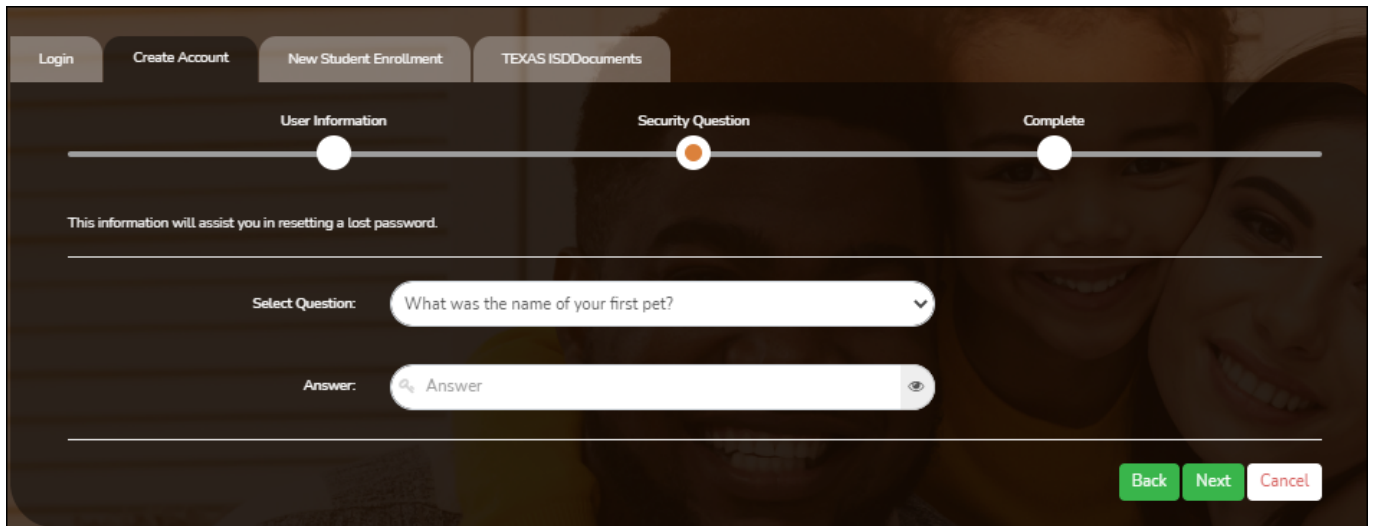 Login Create Account New Student Enrollment TEXAS ISDDocuments
User Information Security Question Complete
This information will assist you in resetting a lost password.
Select Question: What was the name of your first pet?
Answer: Answer
Back Next Cancel